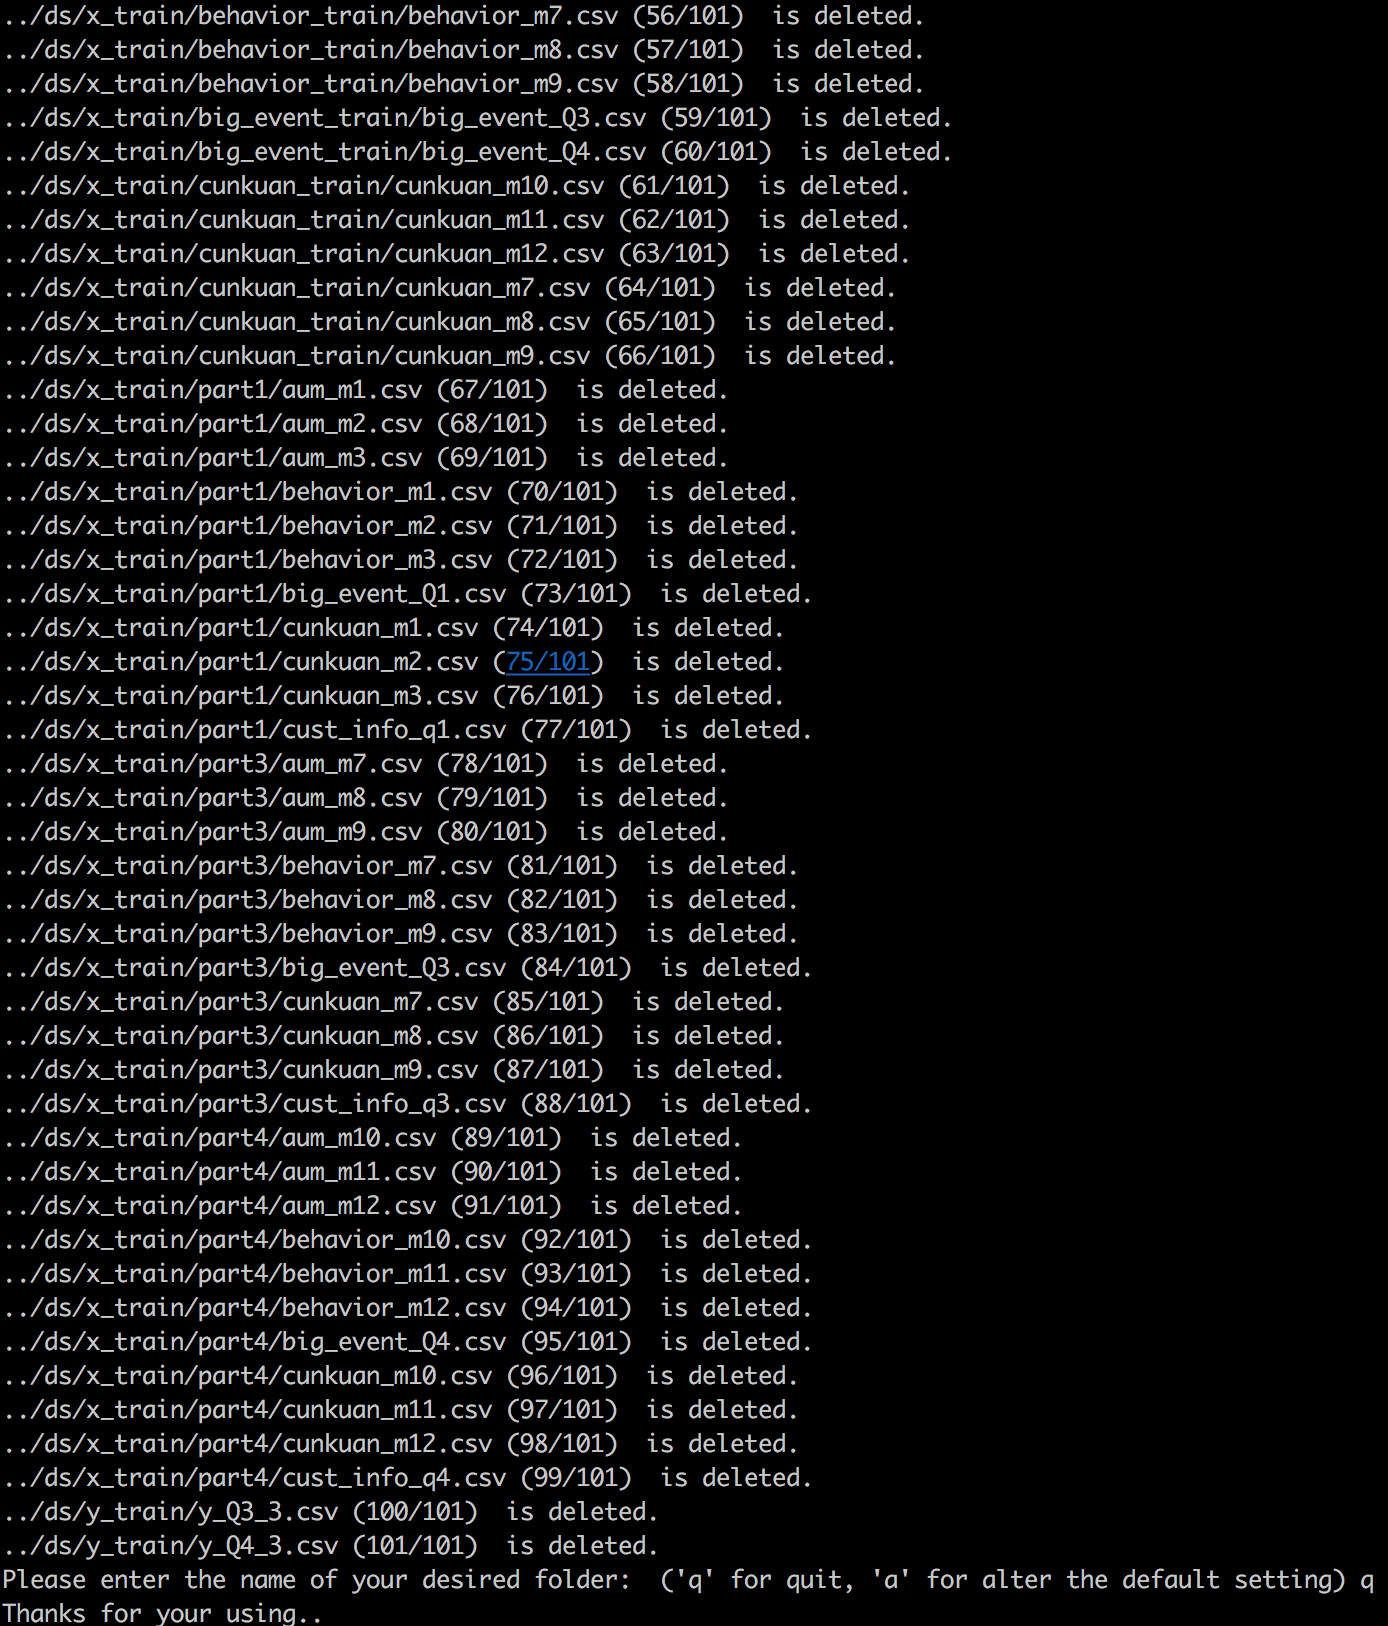 ../ds/x_train/behavior_train/behavior_m7.csv (56/101)  is deleted.
../ds/x_train/behavior_train/behavior_m8.csv (57/101)  is deleted.
../ds/x_train/behavior_train/behavior_m9.csv (58/101)  is deleted.
../ds/x_train/big_event_train/big_event_Q3.csv (59/101)  is deleted.
../ds/x_train/big_event_train/big_event_Q4.csv (60/101)  is deleted.
../ds/x_train/cunkuan_train/cunkuan_m10.csv (61/101)  is deleted.
../ds/x_train/cunkuan_train/cunkuan_m11.csv (62/101)  is deleted.
../ds/x_train/cunkuan_train/cunkuan_m12.csv (63/101)  is deleted.
../ds/x_train/cunkuan_train/cunkuan_m7.csv (64/101)  is deleted.
../ds/x_train/cunkuan_train/cunkuan_m8.csv (65/101)  is deleted.
../ds/x_train/cunkuan_train/cunkuan_m9.csv (66/101)  is deleted.
../ds/x_train/part1/aum_m1.csv (67/101)  is deleted.
../ds/x_train/part1/aum_m2.csv (68/101)  is deleted.
../ds/x_train/part1/aum_m3.csv (69/101)  is deleted.
../ds/x_train/part1/behavior_m1.csv (70/101)  is deleted.
../ds/x_train/part1/behavior_m2.csv (71/101)  is deleted.
../ds/x_train/part1/behavior_m3.csv (72/101)  is deleted.
../ds/x_train/part1/big_event_Q1.csv (73/101)  is deleted.
../ds/x_train/part1/cunkuan_m1.csv (74/101)  is deleted.
../ds/x_train/part1/cunkuan_m2.csv (75/101)  is deleted.
../ds/x_train/part1/cunkuan_m3.csv (76/101)  is deleted.
../ds/x_train/part1/cust_info_q1.csv (77/101)  is deleted.
../ds/x_train/part3/aum_m7.csv (78/101)  is deleted.
../ds/x_train/part3/aum_m8.csv (79/101)  is deleted.
../ds/x_train/part3/aum_m9.csv (80/101)  is deleted.
../ds/x_train/part3/behavior_m7.csv (81/101)  is deleted.
../ds/x_train/part3/behavior_m8.csv (82/101)  is deleted.
../ds/x_train/part3/behavior_m9.csv (83/101)  is deleted.
../ds/x_train/part3/big_event_Q3.csv (84/101)  is deleted.
../ds/x_train/part3/cunkuan_m7.csv (85/101)  is deleted.
../ds/x_train/part3/cunkuan_m8.csv (86/101)  is deleted.
../ds/x_train/part3/cunkuan_m9.csv (87/101)  is deleted.
../ds/x_train/part3/cust_info_q3.csv (88/101)  is deleted.
../ds/x_train/part4/aum_m10.csv (89/101)  is deleted.
../ds/x_train/part4/aum_m11.csv (90/101)  is deleted.
../ds/x_train/part4/aum_m12.csv (91/101)  is deleted.
../ds/x_train/part4/behavior_m10.csv (92/101)  is deleted.
../ds/x_train/part4/behavior_m11.csv (93/101)  is deleted.
../ds/x_train/part4/behavior_m12.csv (94/101)  is deleted.
../ds/x_train/part4/big_event_Q4.csv (95/101)  is deleted.
../ds/x_train/part4/cunkuan_m10.csv (96/101)  is deleted.
../ds/x_train/part4/cunkuan_m11.csv (97/101)  is deleted.
../ds/x_train/part4/cunkuan_m12.csv (98/101)  is deleted.
../ds/x_train/part4/cust_info_q4.csv (99/101)  is deleted.
../ds/y_train/y_Q3_3.csv (100/101)  is deleted.
../ds/y_train/y_Q4_3.csv (101/101)  is deleted.
Please enter the name of your desired folder:  ('q' for quit, 'a' for alter the default setting) q
Thanks for your using..